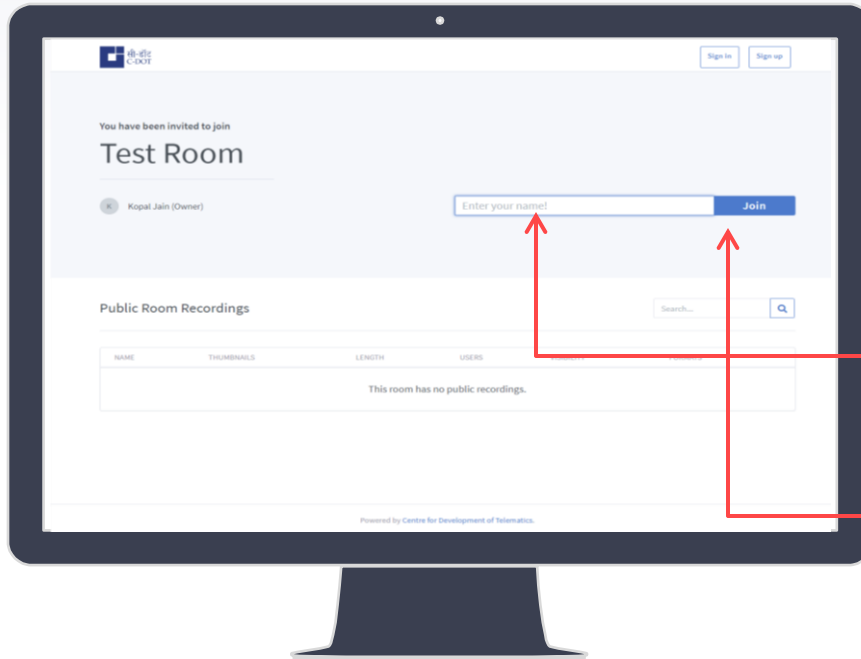 सी-डॉट
C-DOT
Sign in
Sign up
You have been invited to join
Test Room
K
Kopal Jain (Owner)
Enter your name!
Join
Public Room Recordings
Search...
NAME THUMBNAILS LENGTH USERS
This room has no public recordings.
Powered by Centre for Development of Telematics.